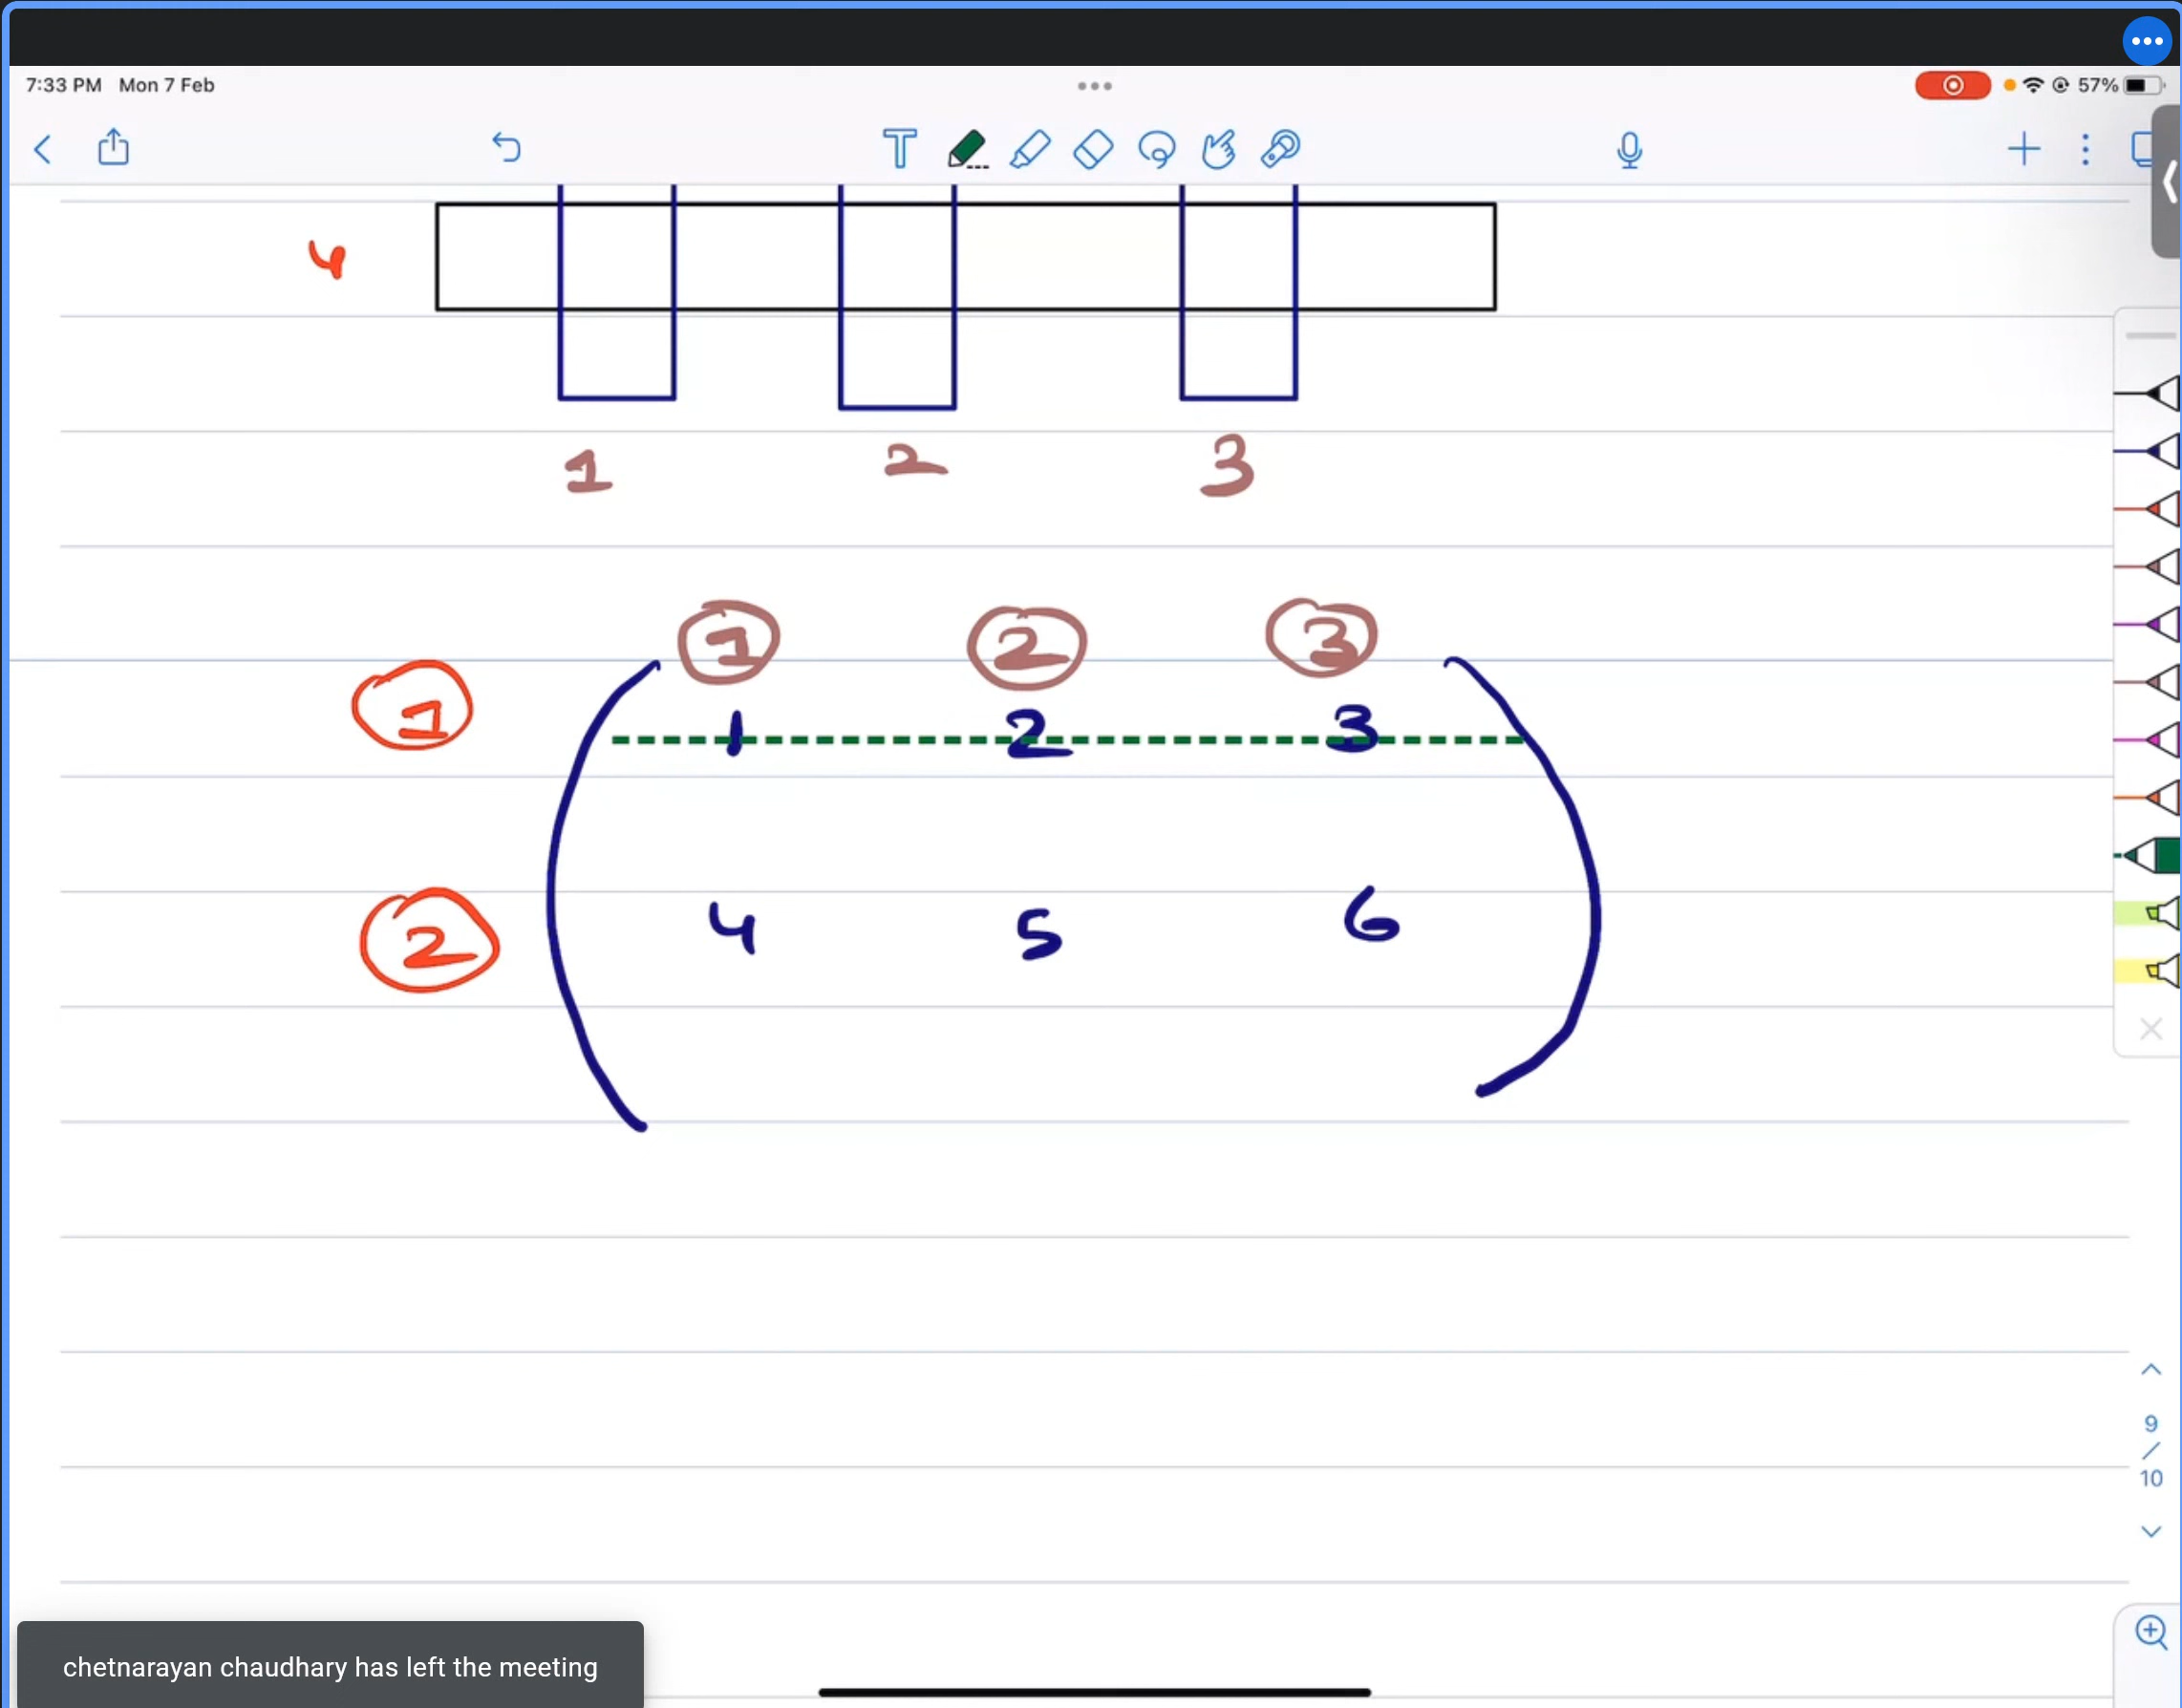 7:33 PM Mon 7 Feb
57%
T
4
1 2 3
1 2 3
1 1 2 3
2 4 5 6
9
/
10
chetnarayan chaudhary has left the meeting